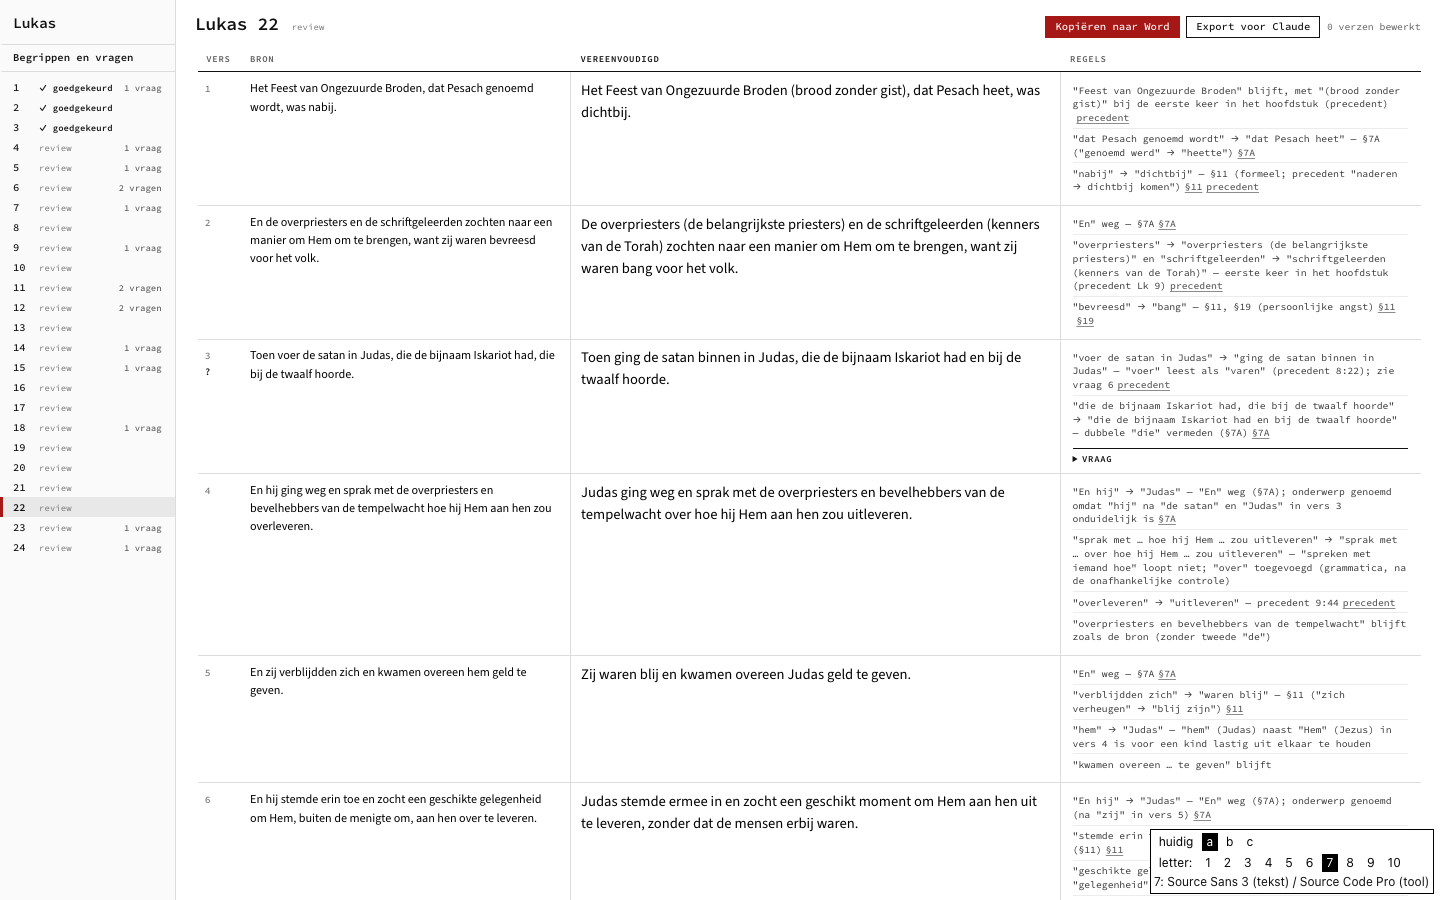 Lukas
Begrippen en vragen
1 ✓ goedgekeurd 1 vraag
2 ✓ goedgekeurd
3 ✓ goedgekeurd
4 review 1 vraag
5 review 1 vraag
6 review 2 vragen
7 review 1 vraag
8 review
9 review 1 vraag
10 review
11 review 2 vragen
12 review 2 vragen
13 review
14 review 1 vraag
15 review 1 vraag
16 review
17 review
18 review 1 vraag
19 review
20 review
21 review
22 review
23 review 1 vraag
24 review 1 vraag
Lukas 22 review
Kopiëren naar Word
Export voor Claude
0 verzen bewerkt
VERS BRON VEREENVOUDIGD REGELS
1
Het Feest van Ongezuurde Broden, dat Pesach genoemd
wordt, was nabij.
Het Feest van Ongezuurde Broden (brood zonder gist), dat Pesach heet, was
dichtbij.
"Feest van Ongezuurde Broden" blijft, met "(brood zonder
gist)" bij de eerste keer in het hoofdstuk (precedent)
precedent
"dat Pesach genoemd wordt" → "dat Pesach heet" — §7A
("genoemd werd" → "heette") §7A
"nabij" → "dichtbij" — §11 (formeel; precedent "naderen
→ dichtbij komen") §11 precedent
2
En de overpriesters en de schriftgeleerden zochten naar een
manier om Hem om te brengen, want zij waren bevreesd
voor het volk.
De overpriesters (de belangrijkste priesters) en de schriftgeleerden (kenners
van de Torah) zochten naar een manier om Hem om te brengen, want zij
waren bang voor het volk.
"En" weg — §7A §7A
"overpriesters" → "overpriesters (de belangrijkste
priesters)" en "schriftgeleerden" → "schriftgeleerden
(kenners van de Torah)" — eerste keer in het hoofdstuk
(precedent Lk 9) precedent
"bevreesd" → "bang" — §11, §19 (persoonlijke angst) §11
§19
3
?
Toen voer de satan in Judas, die de bijnaam Iskariot had, die
bij de twaalf hoorde.
Toen ging de satan binnen in Judas, die de bijnaam Iskariot had en bij de
twaalf hoorde.
"voer de satan in Judas" → "ging de satan binnen in
Judas" — "voer" leest als "varen" (precedent 8:22); zie
vraag 6 precedent
"die de bijnaam Iskariot had, die bij de twaalf hoorde"
→ "die de bijnaam Iskariot had en bij de twaalf hoorde"
— dubbele "die" vermeden (§7A) §7A
▶ VRAAG
4
En hij ging weg en sprak met de overpriesters en
bevelhebbers van de tempelwacht hoe hij Hem aan hen zou
overleveren.
Judas ging weg en sprak met de overpriesters en bevelhebbers van de
tempelwacht over hoe hij Hem aan hen zou uitleveren.
"En hij" → "Judas" — "En" weg (§7A); onderwerp genoemd
omdat "hij" na "de satan" en "Judas" in vers 3
onduidelijk is §7A
"sprak met … hoe hij Hem … zou uitleveren" → "sprak met
… over hoe hij Hem … zou uitleveren" — "spreken met
iemand hoe" loopt niet; "over" toegevoegd (grammatica, na
de onafhankelijke controle)
"overleveren" → "uitleveren" — precedent 9:44 precedent
"overpriesters en bevelhebbers van de tempelwacht" blijft
zoals de bron (zonder tweede "de")
5
En zij verblijdden zich en kwamen overeen hem geld te
geven.
Zij waren blij en kwamen overeen Judas geld te geven.
"En" weg — §7A §7A
"verblijdden zich" → "waren blij" — §11 ("zich
verheugen" → "blij zijn") §11
"hem" → "Judas" — "hem" (Judas) naast "Hem" (Jezus) in
vers 4 is voor een kind lastig uit elkaar te houden
"kwamen overeen … te geven" blijft
6
En hij stemde erin toe en zocht een geschikte gelegenheid
om Hem, buiten de menigte om, aan hen over te leveren.
Judas stemde ermee in en zocht een geschikt moment om Hem aan hen uit
te leveren, zonder dat de mensen erbij waren.
"En hij" → "Judas" — "En" weg (§7A); onderwerp genoemd
(na "zij" in vers 5) §7A
"stemde erin
(§11) §11
"geschikte ge
"gelegenheid"
huidig a b c
letter: 1 2 3 4 5 6 7 8 9 10
7: Source Sans 3 (tekst) / Source Code Pro (tool)